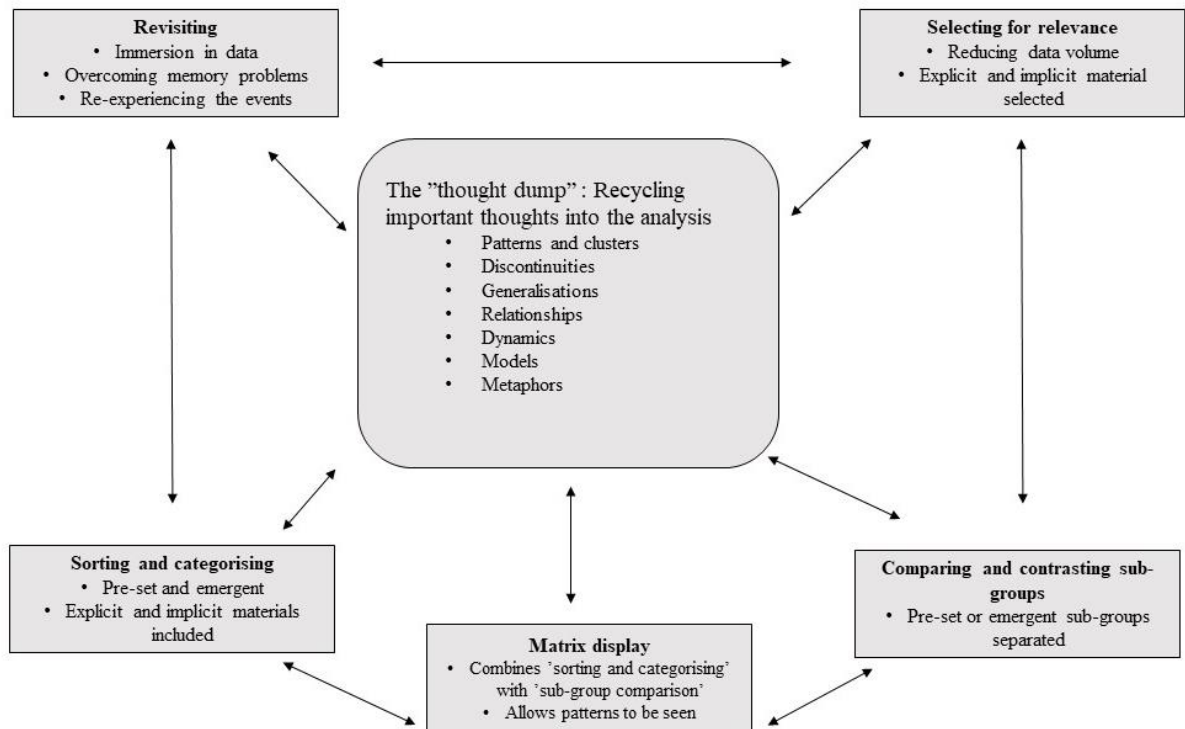 Revisiting
• Immersion in data
• Overcoming memory problems
• Re-experiencing the events
Selecting for relevance
• Reducing data volume
• Explicit and implicit material
selected
The ”thought dump” : Recycling
important thoughts into the analysis
• Patterns and clusters
• Discontinuities
• Generalisations
• Relationships
• Dynamics
• Models
• Metaphors
Sorting and categorising
• Pre-set and emergent
• Explicit and implicit materials
included
Matrix display
• Combines ’sorting and categorising’
with ’sub-group comparison’
• Allows patterns to be seen
Comparing and contrasting sub-
groups
• Pre-set or emergent sub-groups
separated